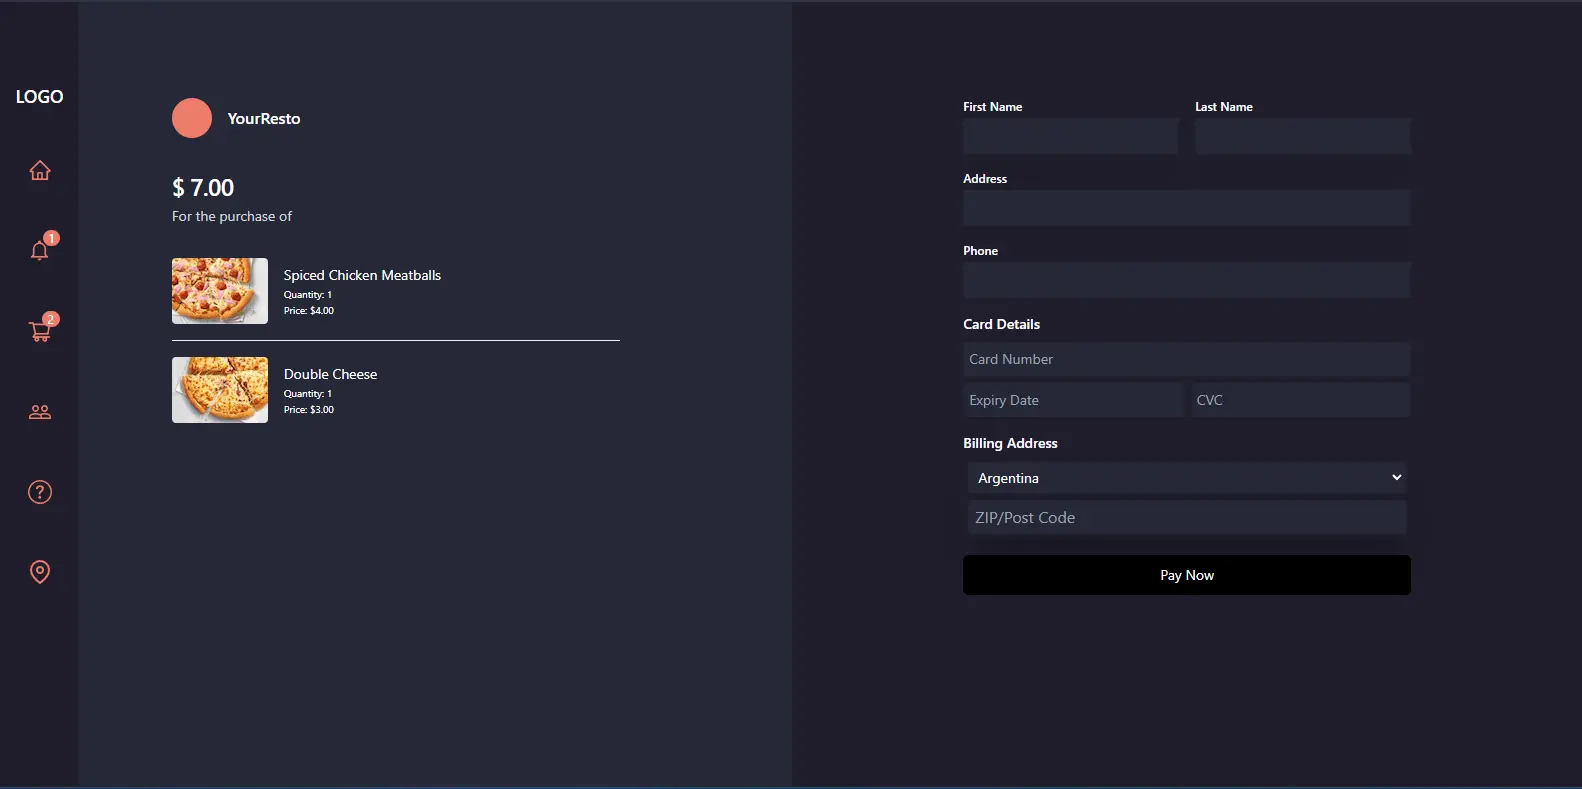 LOGO
1
2
YourResto
$ 7.00
For the purchase of
Spiced Chicken Meatballs
Quantity: 1
Price: $4.00
Double Cheese
Quantity: 1
Price: $3.00
First Name
Last Name
Address
Phone
Card Details
Card Number
Expiry Date
CVC
Billing Address
Argentina
ZIP/Post Code
Pay Now